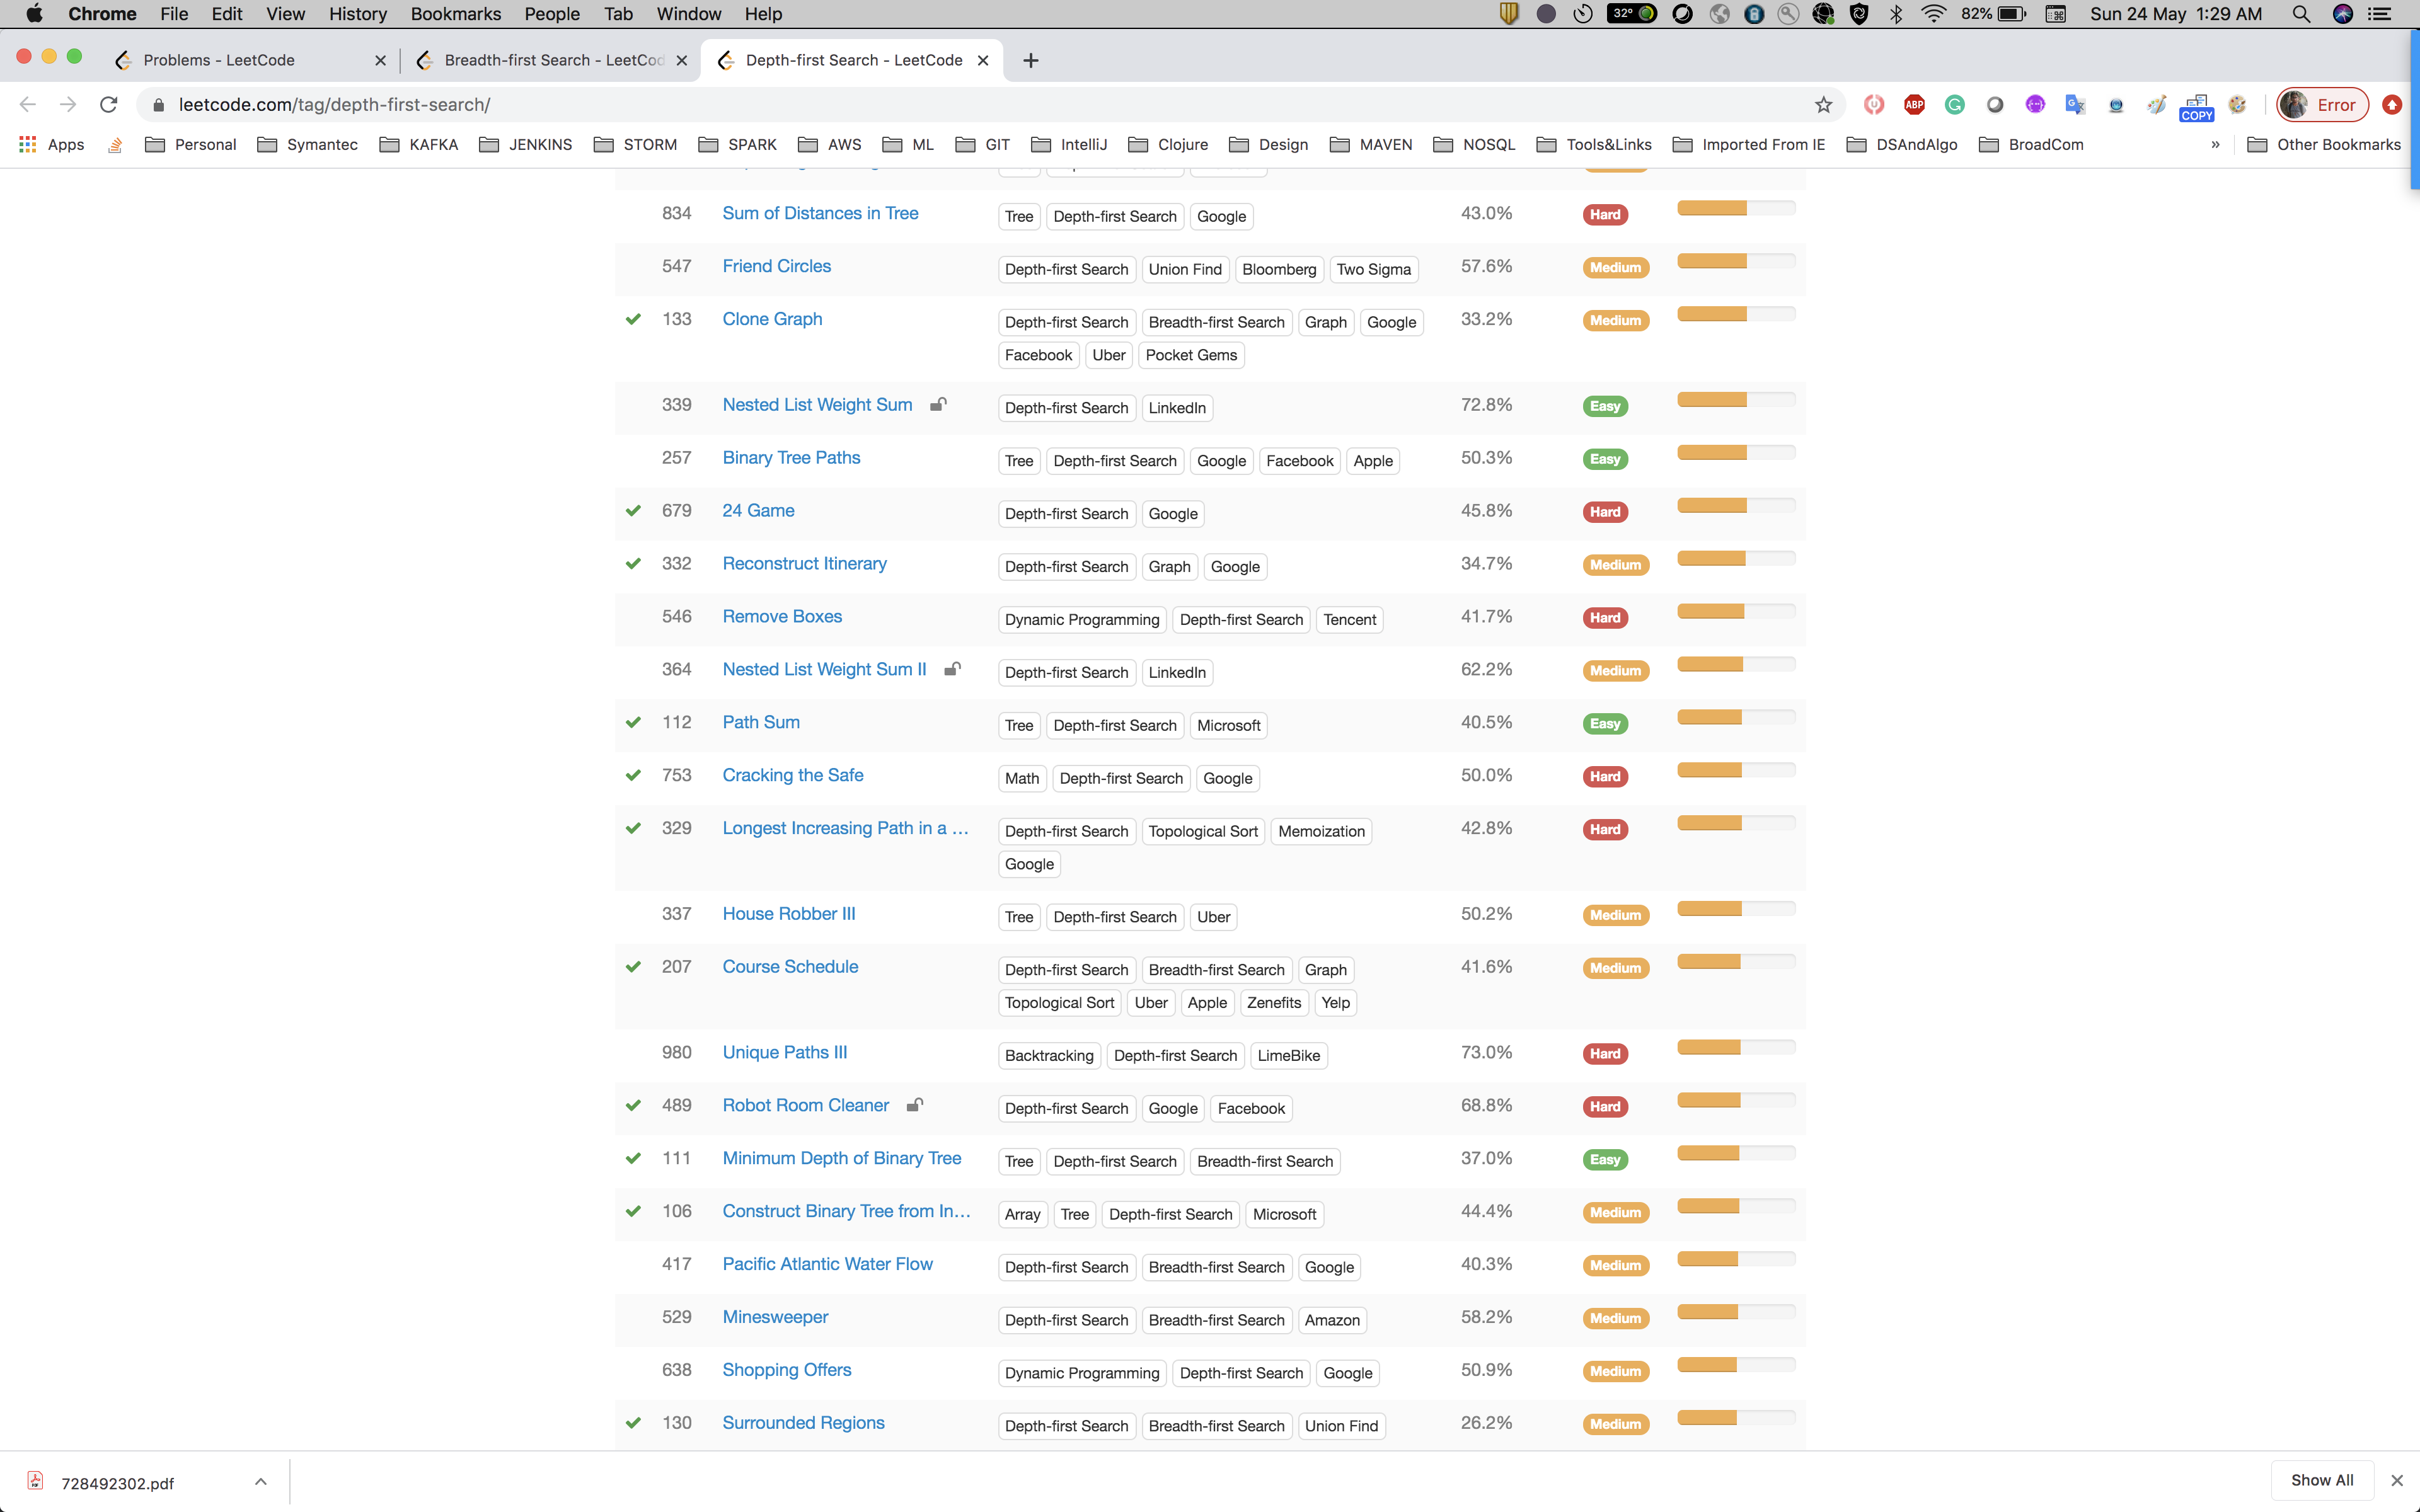 Chrome File Edit View History Bookmarks People Tab Window Help 32° 82% Sun 24 May 1:29 AM
Problems - LeetCode Breadth-first Search - LeetCod Depth-first Search - LeetCode
leetcode.com/tag/depth-first-search/ ABP COPY Error
Apps Personal Symantec KAFKA JENKINS STORM SPARK AWS ML GIT IntelliJ Clojure Design MAVEN NOSQL Tools&Links Imported From IE DSAndAlgo BroadCom » Other Bookmarks
834 Sum of Distances in Tree Tree Depth-first Search Google 43.0% Hard
547 Friend Circles Depth-first Search Union Find Bloomberg Two Sigma 57.6% Medium
133 Clone Graph Depth-first Search Breadth-first Search Graph Google 33.2% Medium
Facebook Uber Pocket Gems
339 Nested List Weight Sum Depth-first Search LinkedIn 72.8% Easy
257 Binary Tree Paths Tree Depth-first Search Google Facebook Apple 50.3% Easy
679 24 Game Depth-first Search Google 45.8% Hard
332 Reconstruct Itinerary Depth-first Search Graph Google 34.7% Medium
546 Remove Boxes Dynamic Programming Depth-first Search Tencent 41.7% Hard
364 Nested List Weight Sum II Depth-first Search LinkedIn 62.2% Medium
112 Path Sum Tree Depth-first Search Microsoft 40.5% Easy
753 Cracking the Safe Math Depth-first Search Google 50.0% Hard
329 Longest Increasing Path in a ... Depth-first Search Topological Sort Memoization 42.8% Hard
Google
337 House Robber III Tree Depth-first Search Uber 50.2% Medium
207 Course Schedule Depth-first Search Breadth-first Search Graph 41.6% Medium
Topological Sort Uber Apple Zenefits Yelp
980 Unique Paths III Backtracking Depth-first Search LimeBike 73.0% Hard
489 Robot Room Cleaner Depth-first Search Google Facebook 68.8% Hard
111 Minimum Depth of Binary Tree Tree Depth-first Search Breadth-first Search 37.0% Easy
106 Construct Binary Tree from In... Array Tree Depth-first Search Microsoft 44.4% Medium
417 Pacific Atlantic Water Flow Depth-first Search Breadth-first Search Google 40.3% Medium
529 Minesweeper Depth-first Search Breadth-first Search Amazon 58.2% Medium
638 Shopping Offers Dynamic Programming Depth-first Search Google 50.9% Medium
130 Surrounded Regions Depth-first Search Breadth-first Search Union Find 26.2% Medium
728492302.pdf Show All